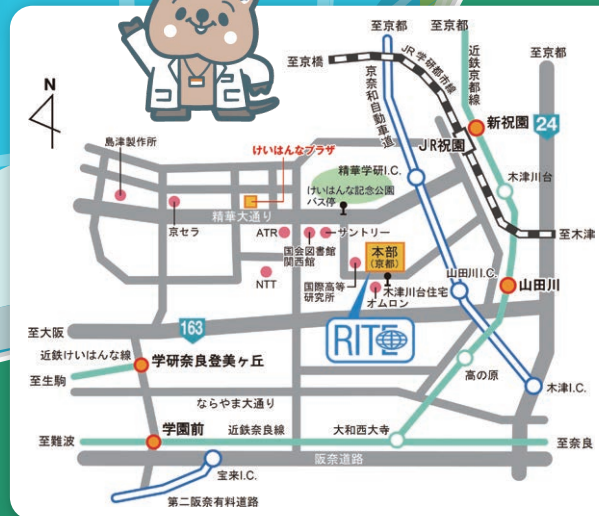 至京都
至京都
至京都
至京橋
JR学研都市線
近鉄京都線
京奈和自動車道
新祝園
24
JR祝園
島津製作所
けいはんなプラザ
精華学研I.C.
木津川台
けいはんな記念公園
バス停
京セラ
精華大通り
ATR
サントリー
国会図書館
関西館
本部
(京都)
至木津
NTT
国際高等
研究所
木津川台住宅
オムロン
山田川I.C.
山田川
至大阪
163
RITE
近鉄けいはんな線
学研奈良登美ヶ丘
至生駒
高の原
木津I.C.
ならやま大通り
学園前
近鉄奈良線
大和西大寺
至難波
至奈良
阪奈道路
宝来I.C.
第二阪奈有料道路